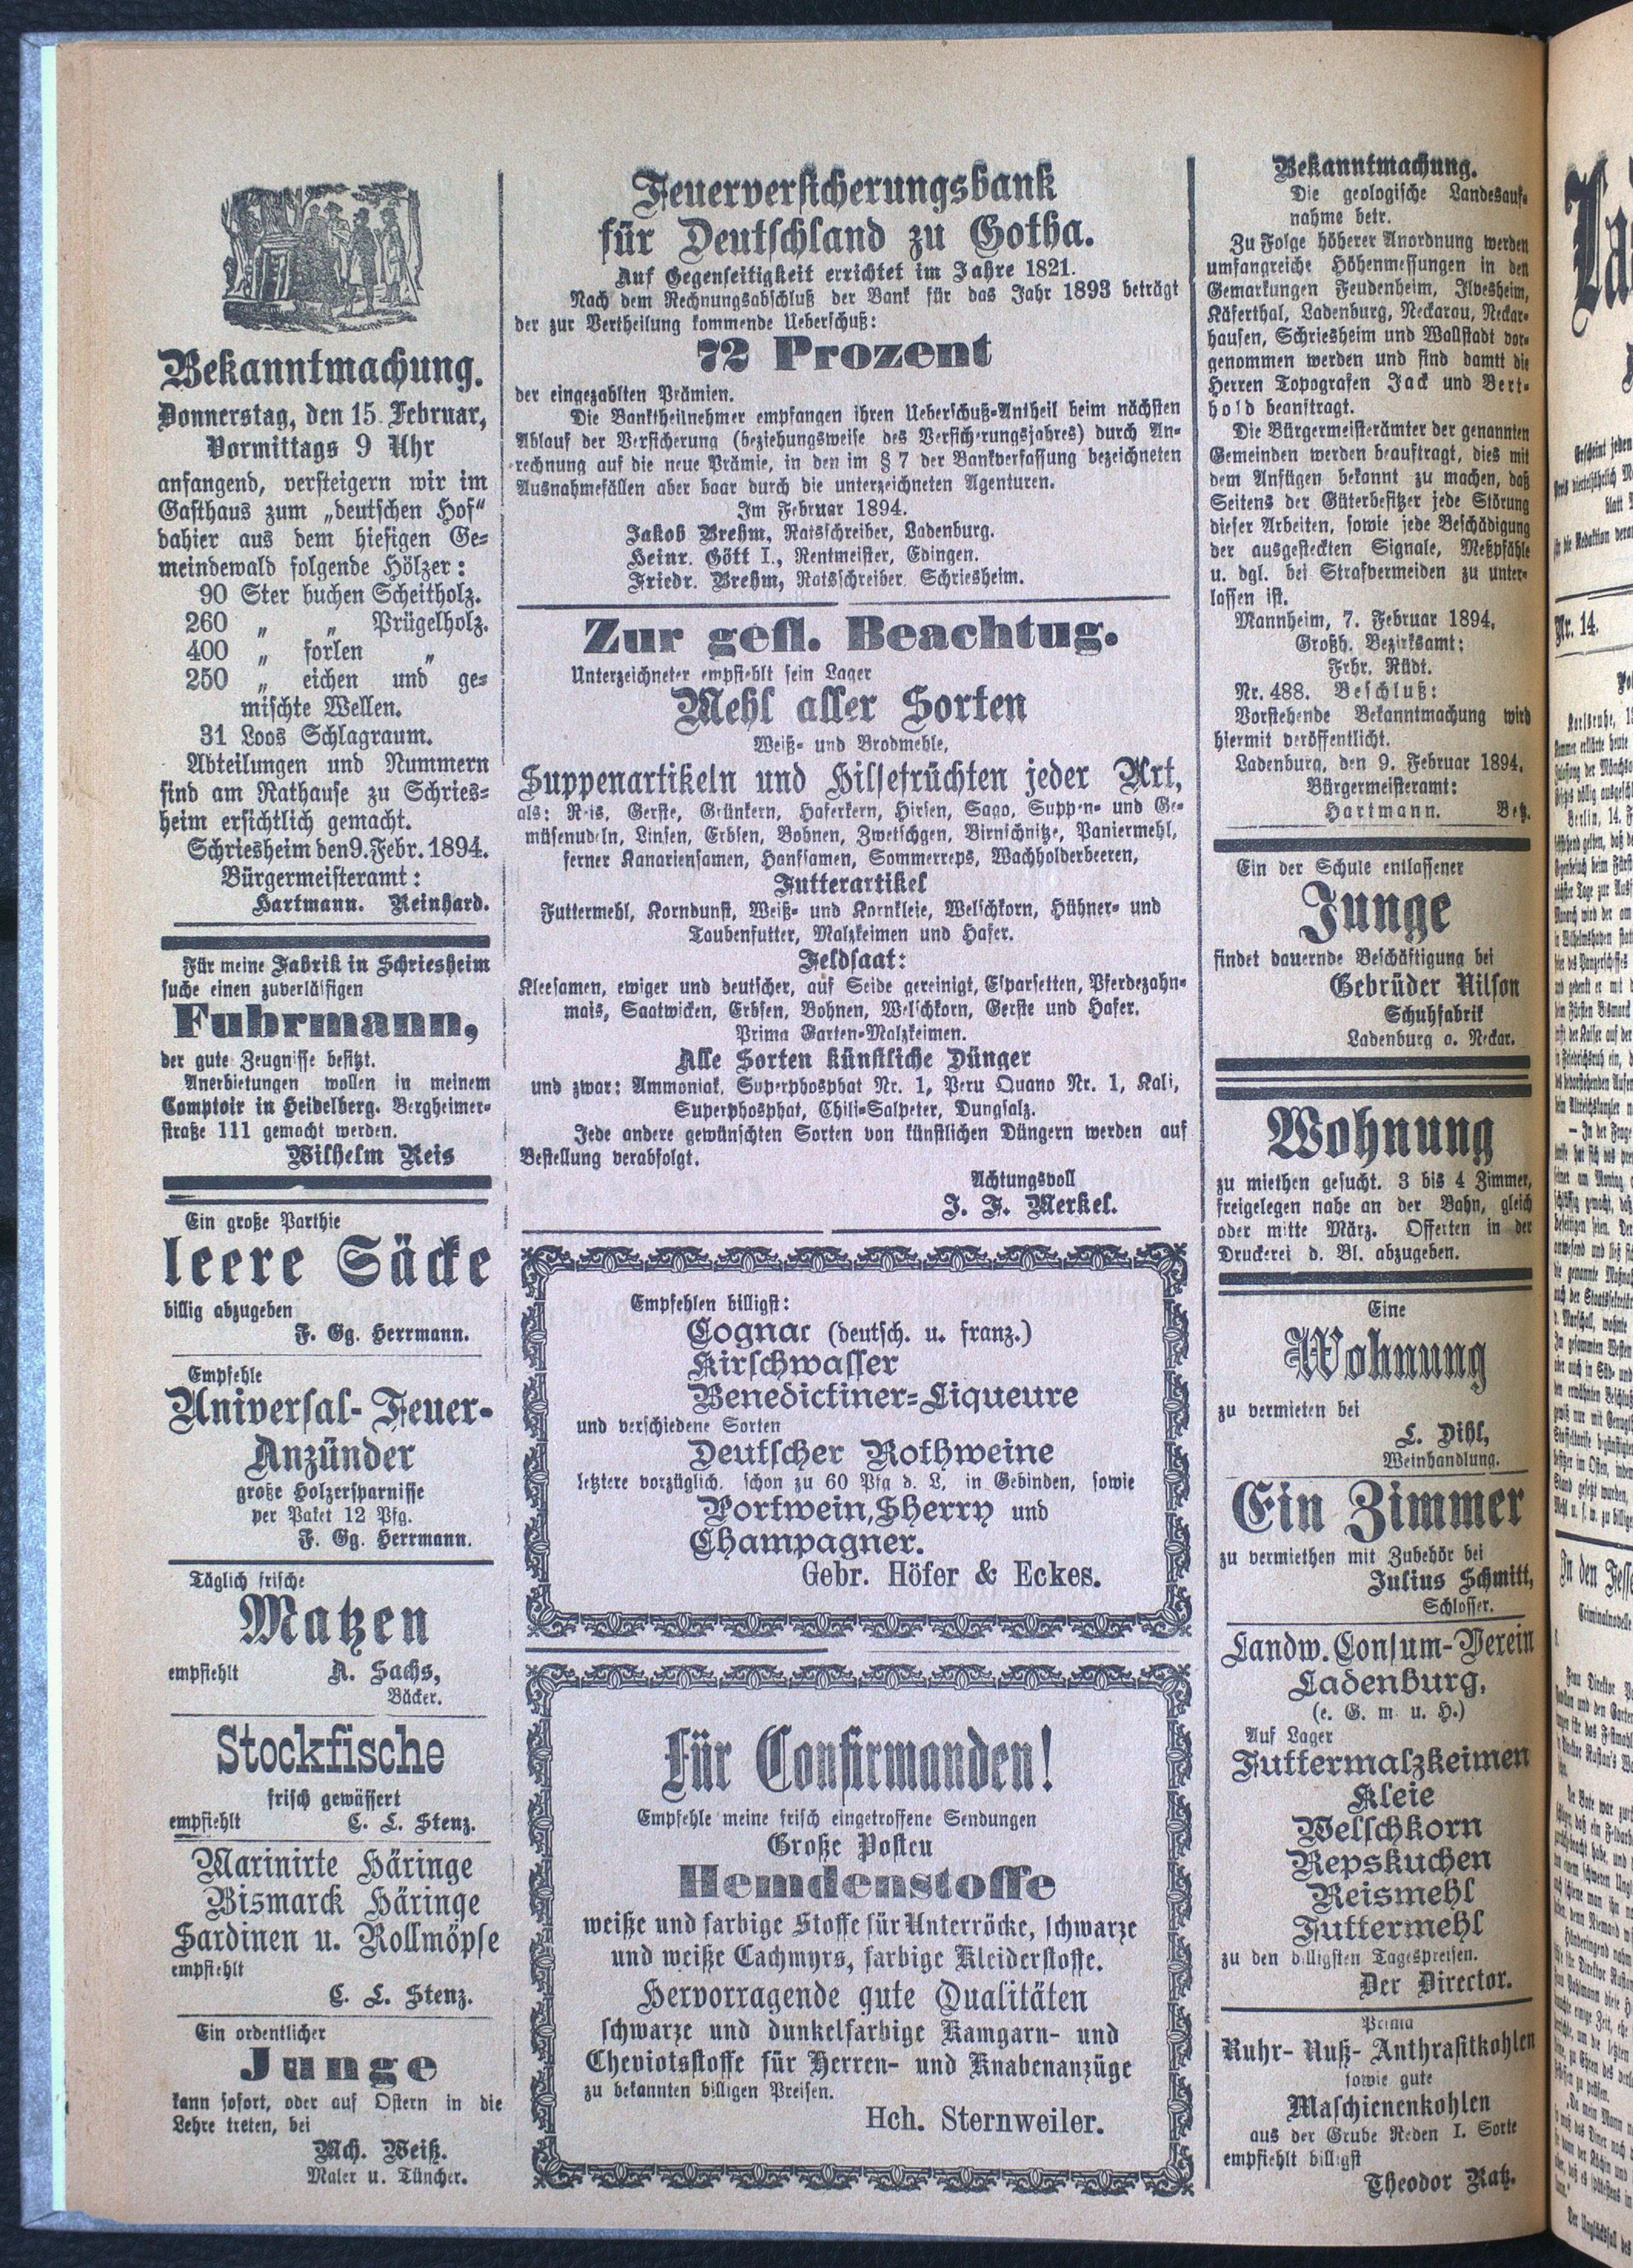 Bekanntmachung.
Donnerstag, den 15. Februar,
Vormittags 9 Uhr
anfangend, versteigern wir im
Gasthaus zum „deutschen Hof“
dahier aus dem hiesigen Ge-
meindewald folgende Hölzer:
90 Ster buchen Scheitholz.
260 „ „ Prügelholz.
400 „ forlen „
250 „ eichen und ge-
mischte Wellen.
31 Loos Schlagraum.
Abteilungen und Nummern
sind am Rathause zu Schries-
heim ersichtlich gemacht.
Schriesheim den 9. Febr. 1894.
Bürgermeisteramt:
Hartmann. Reinhard.
Für meine Fabrik in Schriesheim
suche einen zuverläßigen
Fuhrmann,
der gute Zeugnisse besitzt.
Anerbietungen wollen in meinem
Comptoir in Heidelberg. Bergheimer-
straße 111 gemacht werden.
Wilhelm Reis
Ein große Parthie
leere Säcke
billig abzugeben
F. Gg. Herrmann.
Empfehle
Universal-Feuer-
Anzünder
große Holzersparnisse
per Paket 12 Pfg.
F. Gg. Herrmann.
Täglich frische
Matzen
empfiehlt A. Sachs,
Bäcker.
Stockfische
frisch gewässert
empfiehlt C. L. Stenz.
Marinirte Häringe
Bismarck Häringe
Sardinen u. Rollmöpse
empfiehlt
C. L. Stenz.
Ein ordentlicher
Junge
kann sofort, oder auf Ostern in die
Lehre treten, bei
Mch. Weiß.
Maler u. Tüncher.
Feuerversicherungsbank
für Deutschland zu Gotha.
Auf Gegenseitigkeit errichtet im Jahre 1821.
Nach dem Rechnungsabschluß der Bank für das Jahr 1893 beträgt
der zur Vertheilung kommende Ueberschuß:
72 Prozent
der eingezahlten Prämien.
Die Banktheilnehmer empfangen ihren Ueberschuß-Antheil beim nächsten
Ablauf der Versicherung (beziehungsweise des Versicherungsjahres) durch An-
rechnung auf die neue Prämie, in den im § 7 der Bankverfassung bezeichneten
Ausnahmefällen aber baar durch die unterzeichneten Agenturen.
Im Februar 1894.
Jakob Brehm, Ratsschreiber, Ladenburg.
Heinr. Gött I., Rentmeister, Edingen.
Friedr. Brehm, Ratsschreiber Schriesheim.
Zur gefl. Beachtug.
Unterzeichneter empfiehlt sein Lager
Mehl aller Sorten
Weiß- und Brodmehle,
Suppenartikeln und Hilsefrüchten jeder Art,
als: Reis, Gerste, Grünkern, Haferkern, Hirsen, Sago, Suppen- und Ge-
müsenudeln, Linsen, Erbsen, Bohnen, Zwetschgen, Birnschnitze, Paniermehl,
ferner Kanariensamen, Hanfsamen, Sommerreps, Wachholderbeeren,
Futterartikel
Futtermehl, Korndunst, Weiß- und Kornkleie, Welschkorn, Hühner- und
Taubenfutter, Malzkeimen und Hafer.
Feldsaat:
Kleesamen, ewiger und deutscher, auf Seide gereinigt, Esparsetten, Pferdezahn-
mais, Saatwicken, Erbsen, Bohnen, Welschkorn, Gerste und Hafer.
Prima Garten-Malzkeimen.
Alle Sorten künstliche Dünger
und zwar: Ammoniak, Superphosphat Nr. 1, Peru Quano Nr. 1, Kali,
Superphosphat, Chili-Salpeter, Dungsalz.
Jede andere gewünschten Sorten von künstlichen Düngern werden auf
Bestellung verabfolgt.
Achtungsvoll
J. F. Merkel.
Empfehlen billigst:
Cognac (deutsch. u. franz.)
Kirschwasser
Benedictiner-Liqueure
und verschiedene Sorten
Deutscher Rothweine
letztere vorzüglich, schon zu 60 Pfg d. L. in Gebinden, sowie
Portwein, Sherry und
Champagner.
Gebr. Höfer & Eckes.
Für Confirmanden!
Empfehle meine frisch eingetroffene Sendungen
Große Posten
Hemdenstoffe
weiße und farbige Stoffe für Unterröcke, schwarze
und weiße Cachmyrs, farbige Kleiderstoffe.
Hervorragende gute Qualitäten
schwarze und dunkelfarbige Kamgarn- und
Cheviotsstoffe für Herren- und Knabenanzüge
zu bekannten billigen Preisen.
Hch. Sternweiler.
Bekanntmachung.
Die geologische Landesauf-
nahme betr.
Zu Folge höherer Anordnung werden
umfangreiche Höhenmessungen in den
Gemarkungen Feudenheim, Ilvesheim,
Käferthal, Ladenburg, Neckarau, Neckar-
hausen, Schriesheim und Wallstadt vor-
genommen werden und sind damtt die
Herren Topografen Jack und Bert-
hold beanftragt.
Die Bürgermeisterämter der genannten
Gemeinden werden beauftragt, dies mit
dem Anfügen bekannt zu machen, daß
Seitens der Güterbesitzer jede Störung
dieser Arbeiten, sowie jede Beschädigung
der ausgesteckten Signale, Meßpfähle
u. dgl. bei Strafvermeiden zu unter-
lassen ist.
Mannheim, 7. Februar 1894.
Großh. Bezirksamt:
Frhr. Rüdt.
Nr. 488. Beschluß:
Vorstehende Bekanntmachung wird
hiermit veröffentlicht.
Ladenburg, den 9. Februar 1894.
Bürgermeisteramt:
Hartmann. Betz.
Ein der Schule entlassener
Junge
findet dauernde Beschäftigung bei
Gebrüder Nilson
Schuhfabrik
Ladenburg a. Neckar.
Wohnung
zu miethen gesucht. 3 bis 4 Zimmer,
freigelegen nahe an der Bahn, gleich
oder mitte März. Offerten in der
Druckerei d. Bl. abzugeben.
Eine
Wohnung
zu vermieten bei
L. Dihl,
Weinhandlung.
Ein Zimmer
zu vermiethen mit Zubehör bei
Julius Schmitt,
Schlosser.
Landw. Consum-Verein
Ladenburg.
(e. G. m. u. H.)
Auf Lager
Futtermalzkeimen
Kleie
Welschkorn
Repskuchen
Reismehl
Futtermehl
zu den billigsten Tagespreisen.
Der Director.
Prima
Ruhr- Nuß- Anthrasitkohlen
sowie gute
Maschienenkohlen
aus der Grube Reden I. Sorte
empfiehlt billigst
Theodor Katz.
Erscheint jeden
Nr. 14.
Karlsruhe,
Berlin, 14. F
In den Fesse
Criminalnovelle